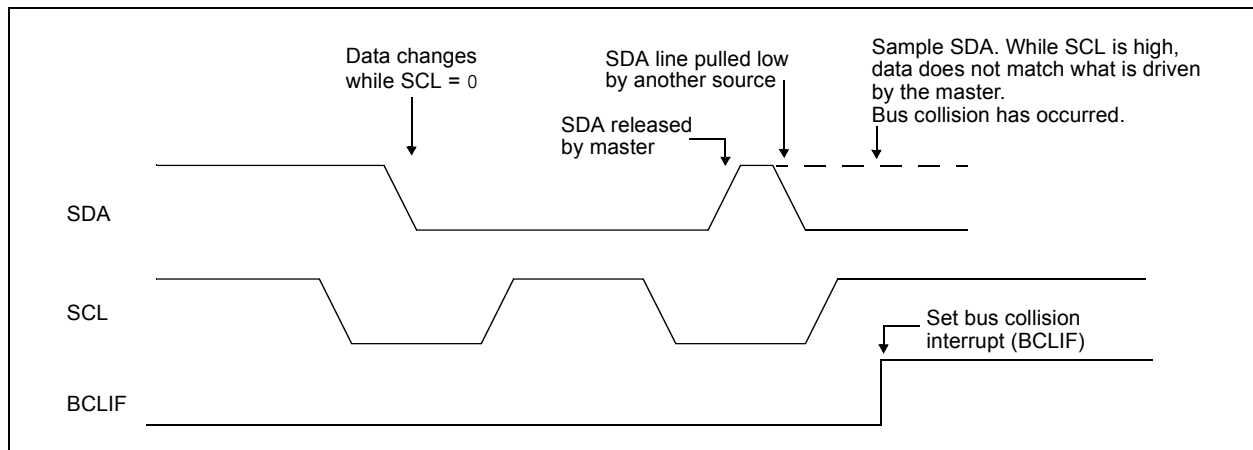 Data changes
while SCL = 0
SDA line pulled low
by another source
SDA released
by master
Sample SDA. While SCL is high,
data does not match what is driven
by the master.
Bus collision has occurred.
SDA
SCL
Set bus collision
interrupt (BCLIF)
BCLIF